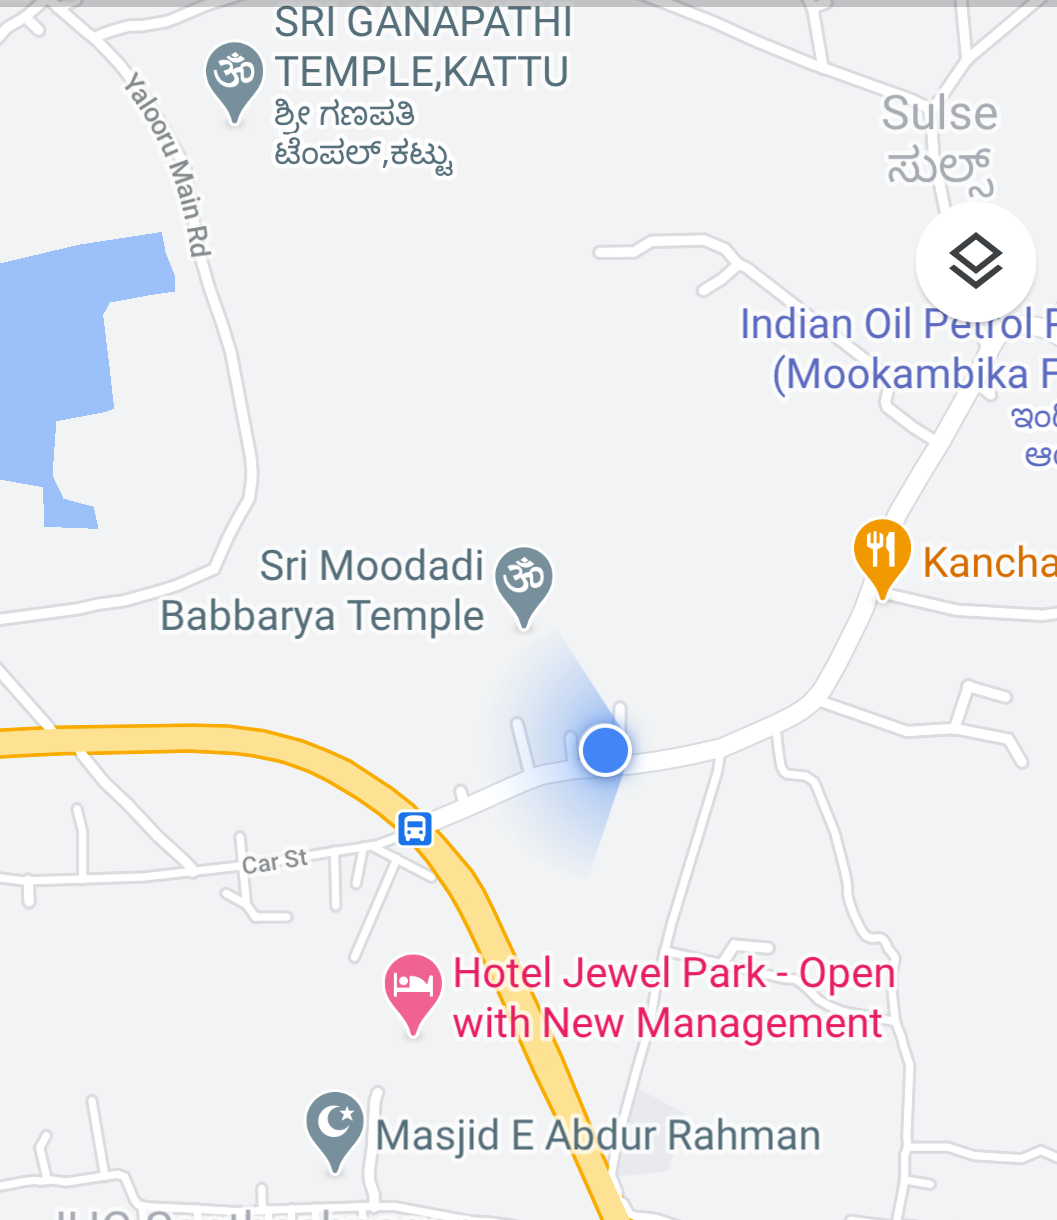 SRI GANAPATHI
TEMPLE,KATTU
ಶ್ರೀ ಗಣಪತಿ
ಟೆಂಪಲ್,ಕಟ್ಟು
Yalooru Main Rd
Sulse
ಸುಲ್ಸ್
Indian Oil Petrol
(Mookambika
Sri Moodadi
Babbarya Temple
Car St
Hotel Jewel Park - Open
with New Management
Masjid E Abdur Rahman